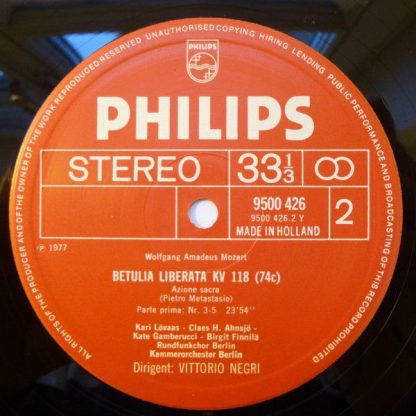 UNAUTHORISED COPYING, HIRING, LENDING, PUBLIC PERFORMANCE AND BROADCASTING OF THIS RECORD PROHIBITED
ALL RIGHTS OF THE PRODUCER AND OF THE OWNER OF THE WORK REPRODUCED RESERVED
PHILIPS
PHILIPS
STEREO
33 1/3
9500 426
9500 426.2 Y
MADE IN HOLLAND
2
℗ 1977
Wolfgang Amadeus Mozart
BETULIA LIBERATA KV 118 (74c)
Azione sacra
(Pietro Metastasio)
Parte prima: Nr. 3-5 23'54''
Kari Lövaas - Claes H. Ahnsjö -
Kate Gamberucci - Birgit Finnilä
Rundfunkchor Berlin
Kammerorchester Berlin
Dirigent: VITTORIO NEGRI